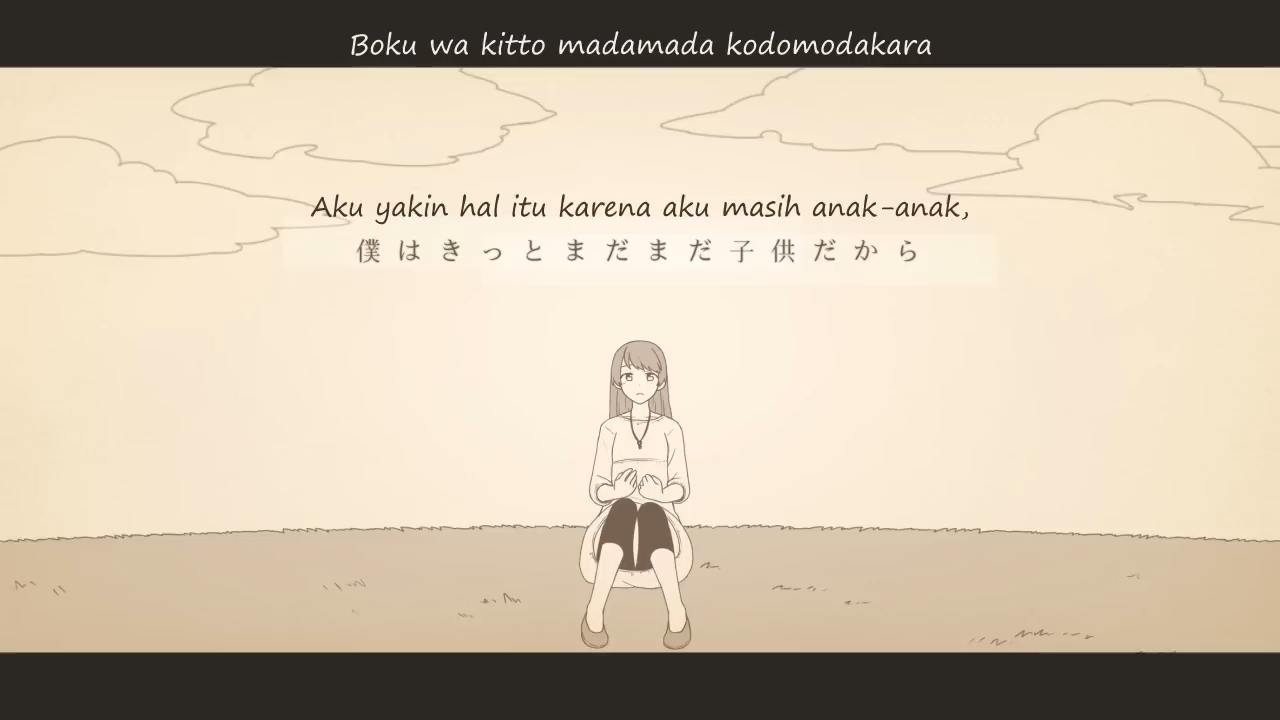 Boku wa kitto madamada kodomodakara
Aku yakin hal itu karena aku masih anak-anak,
僕はきっとまだまだ子供だから